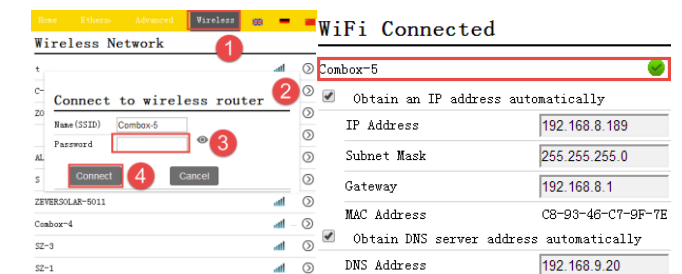 Home Ethernet Advanced Wireless
1
Wireless Network
t
2
C-
Connect to wireless router
ZO
Name(SSID) Combox-5
Password
3
AL
S
Connect 4 Cancel
ZEVERSOLAR-5011
Combox-4
SZ-3
SZ-1
WiFi Connected
Combox-5
Obtain an IP address automatically
IP Address 192.168.8.189
Subnet Mask 255.255.255.0
Gateway 192.168.8.1
MAC Address C8-93-46-C7-9F-7E
Obtain DNS server address automatically
DNS Address 192.168.9.20